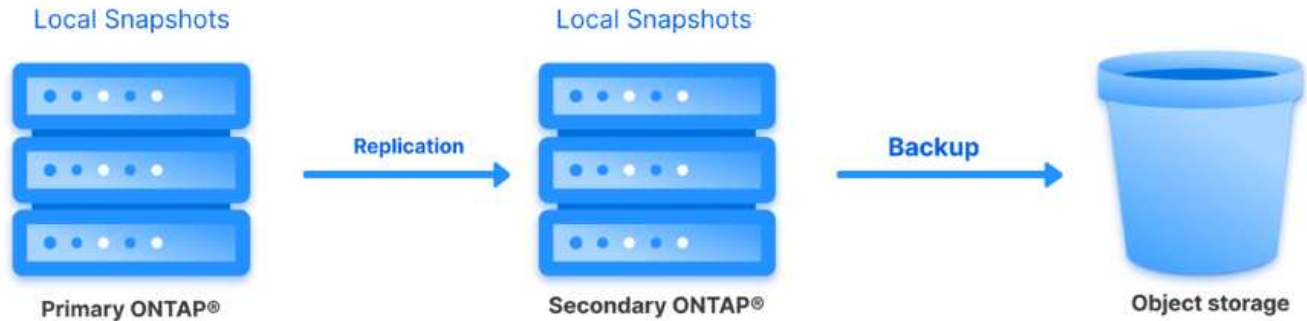 Local Snapshots
Local Snapshots
Replication
Backup
Primary ONTAP®
Secondary ONTAP®
Object storage